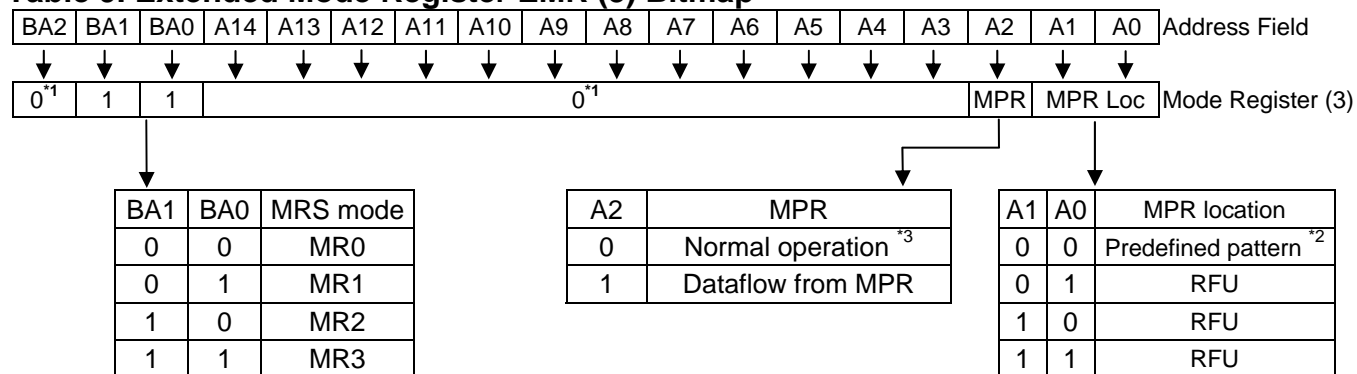 Table 8. Extended Mode Register EMR (3) Bitmap
BA2 BA1 BA0 A14 A13 A12 A11 A10 A9 A8 A7 A6 A5 A4 A3 A2 A1 A0 Address Field
0*1 1 1 0*1 MPR MPR Loc Mode Register (3)
BA1 BA0 MRS mode
0 0 MR0
0 1 MR1
1 0 MR2
1 1 MR3
A2 MPR
0 Normal operation *3
1 Dataflow from MPR
A1 A0 MPR location
0 0 Predefined pattern *2
0 1 RFU
1 0 RFU
1 1 RFU